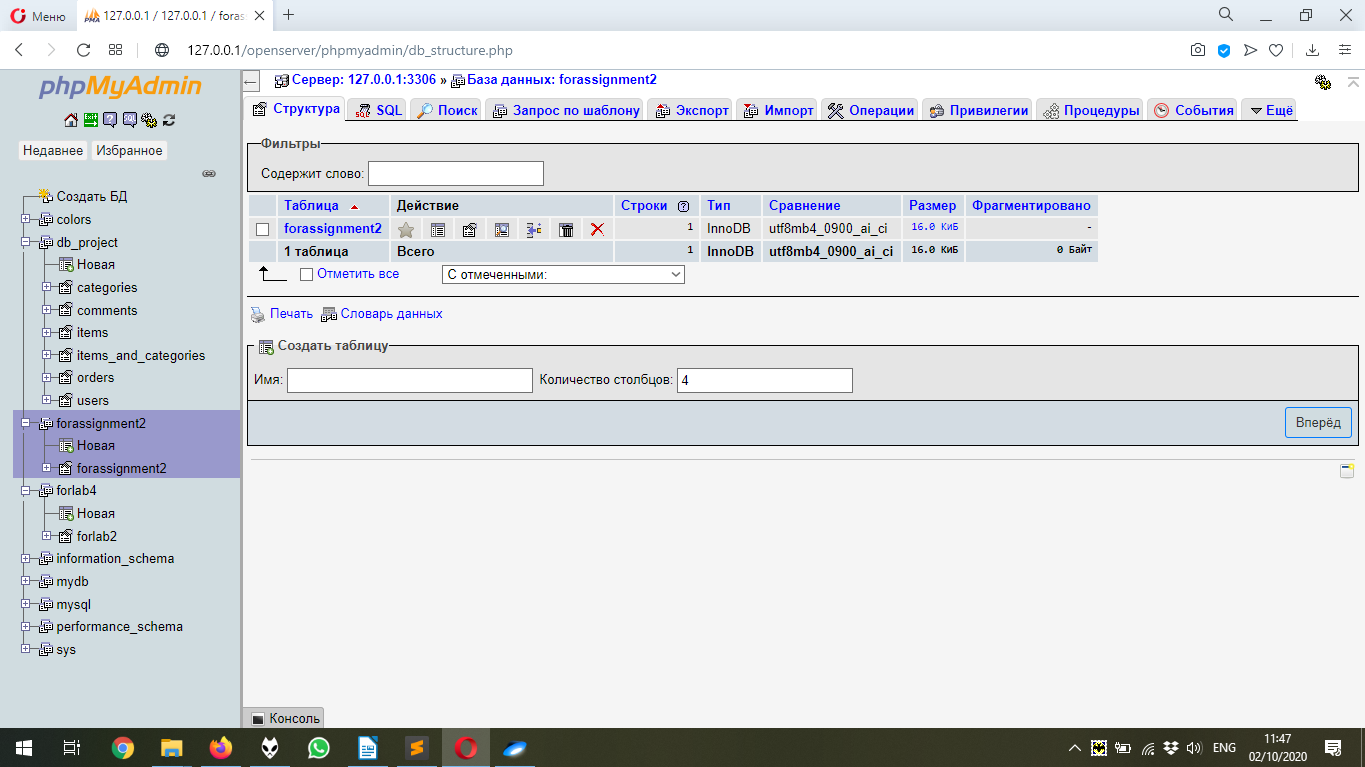 Меню
127.0.0.1 / 127.0.0.1 / foras
127.0.0.1/openserver/phpmyadmin/db_structure.php
phpMyAdmin
Недавнее Избранное
Создать БД
colors
db_project
Новая
categories
comments
items
items_and_categories
orders
users
forassignment2
Новая
forassignment2
forlab4
Новая
forlab2
information_schema
mydb
mysql
performance_schema
sys
Сервер: 127.0.0.1:3306 » База данных: forassignment2
Структура SQL Поиск Запрос по шаблону Экспорт Импорт Операции Привилегии Процедуры События Ещё
Фильтры
Содержит слово:
Таблица Действие Строки Тип Сравнение Размер Фрагментировано
forassignment2 1 InnoDB utf8mb4_0900_ai_ci 16.0 КиБ -
1 таблица Всего 1 InnoDB utf8mb4_0900_ai_ci 16.0 КиБ 0 Байт
Отметить все С отмеченными:
Печать Словарь данных
Создать таблицу
Имя: Количество столбцов: 4
Вперёд
Консоль
ENG
11:47
02/10/2020